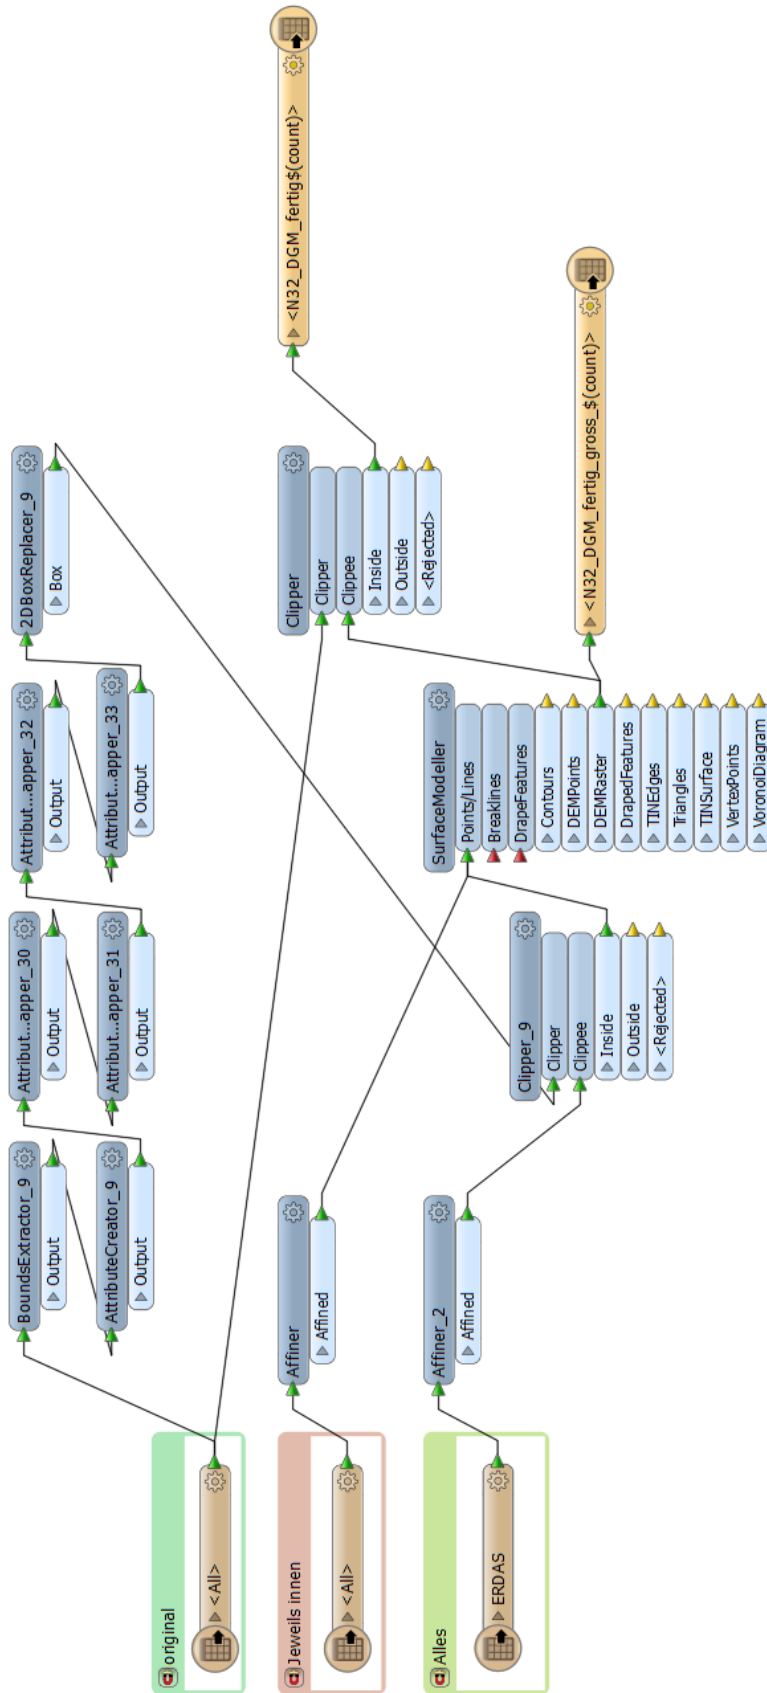 original
<All>
Jeweils innen
<All>
Alles
ERDAS
BoundsExtractor_9
Output
AttributeCreator_9
Output
Attribut...apper_30
Output
Attribut...apper_31
Output
Attribut...apper_32
Output
Attribut...apper_33
Output
2DBoxReplacer_9
Box
Affiner
Affined
Affiner_2
Affined
Clipper_9
Clipper
Clippee
Inside
Outside
<Rejected>
SurfaceModeller
Points/Lines
Breaklines
DrapeFeatures
Contours
DEMPoints
DEMRaster
DrapedFeatures
TINEdges
Triangles
TINSurface
VertexPoints
VoronoiDiagram
Clipper
Clipper
Clippee
Inside
Outside
<Rejected>
<N32_DGM_fertig$(count)>
<N32_DGM_fertig_gross_$(count)>